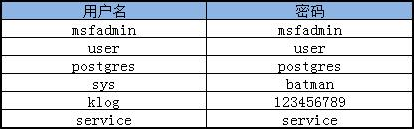 用户名 密码
msfadmin msfadmin
user user
postgres postgres
sys batman
klog 123456789
service service